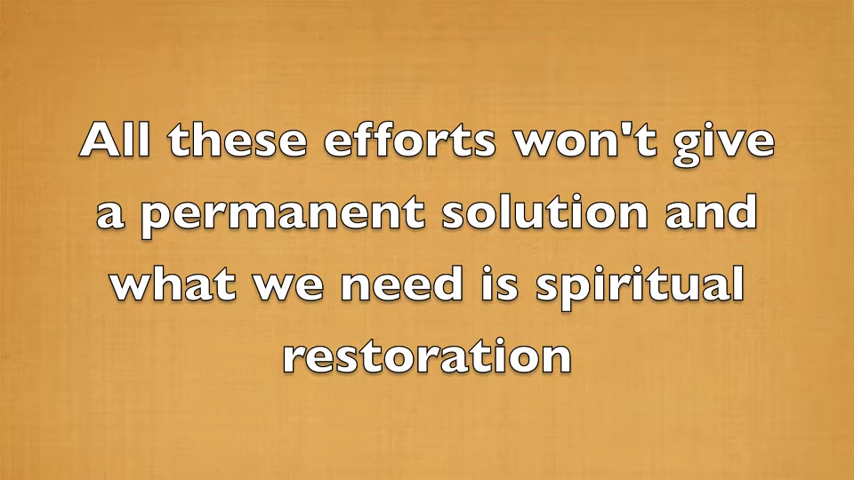 All these efforts won't give
a permanent solution and
what we need is spiritual
restoration